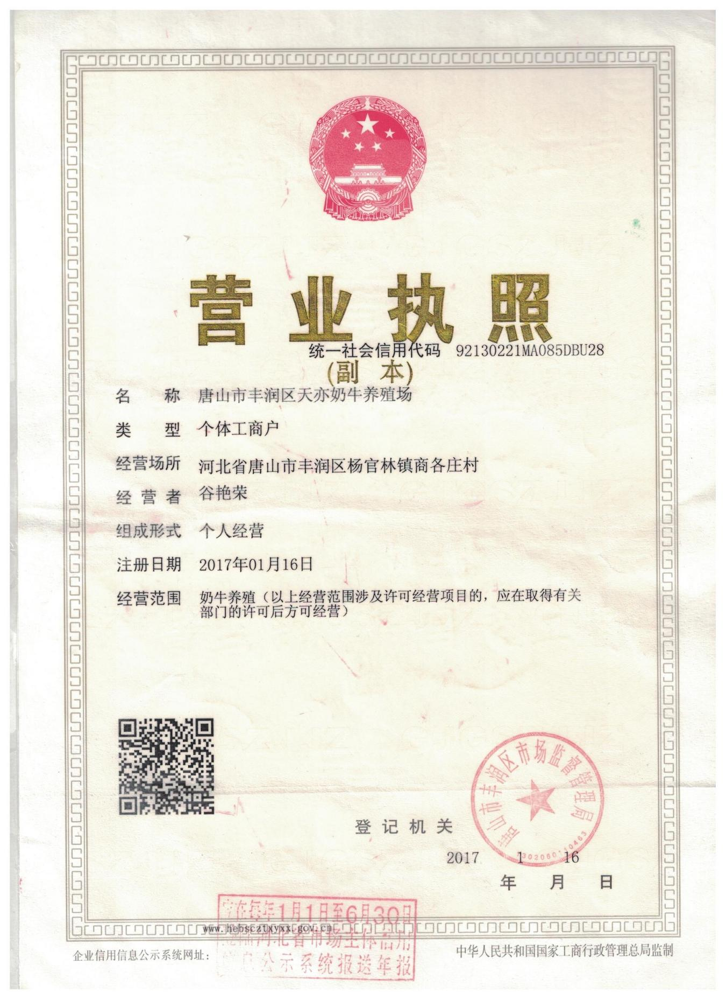 营业执照
统一社会信用代码 92130221MA085DBU28
(副 本)
名 称 唐山市丰润区天亦奶牛养殖场
类 型 个体工商户
经营场所 河北省唐山市丰润区杨官林镇商各庄村
经营者 谷艳荣
组成形式 个人经营
注册日期 2017年01月16日
经营范围 奶牛养殖（以上经营范围涉及许可经营项目的，应在取得有关
部门的许可后方可经营）
唐山市丰润区市场监督管理局
1302060110463
登记机关
2017 1 16
年 月 日
在每年1月1日至6月30日
www.hebscztxyxx.gov.cn
河北省市场主体信用
息公示系统报送年报
企业信用信息公示系统网址：
中华人民共和国国家工商行政管理总局监制